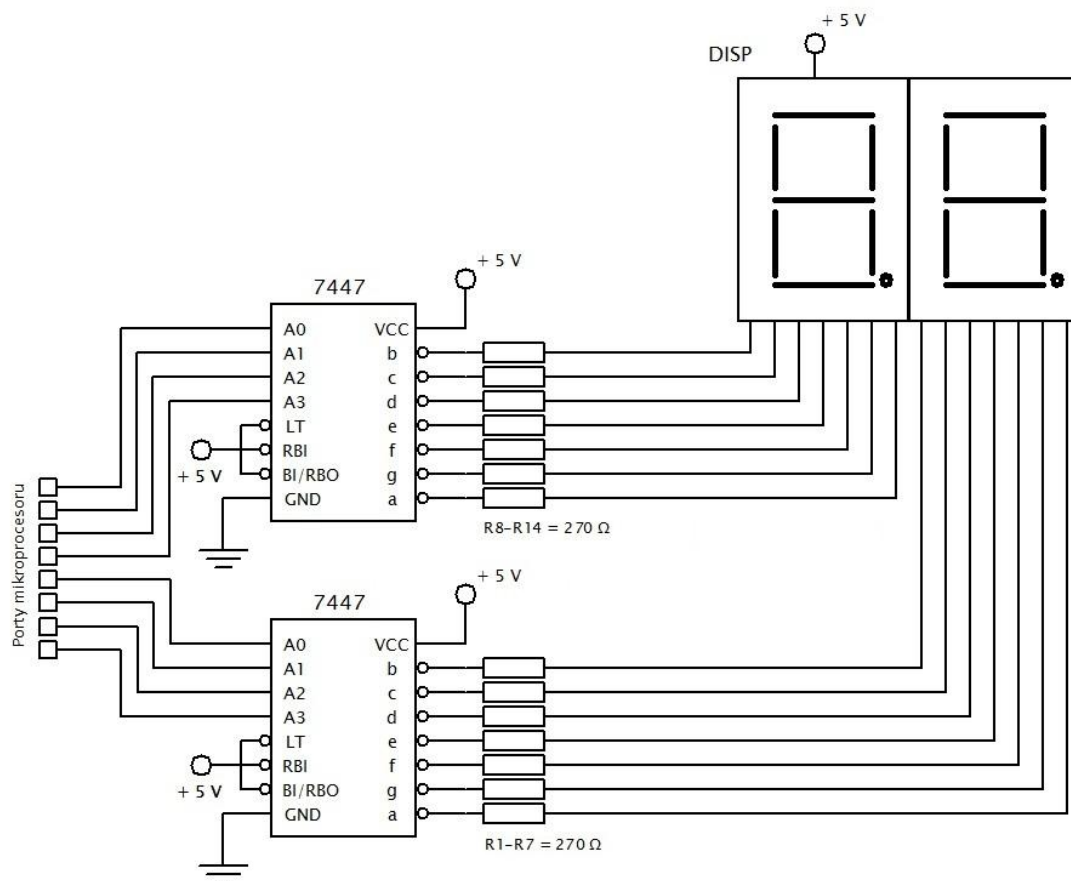 + 5 V
DISP
+ 5 V
7447
A0 VCC
A1 b
A2 c
A3 d
LT e
RBI f
+ 5 V
BI/RBO g
GND a
R8-R14 = 270 Ω
Porty mikroprocesoru
+ 5 V
7447
A0 VCC
A1 b
A2 c
A3 d
LT e
RBI f
+ 5 V
BI/RBO g
GND a
R1-R7 = 270 Ω